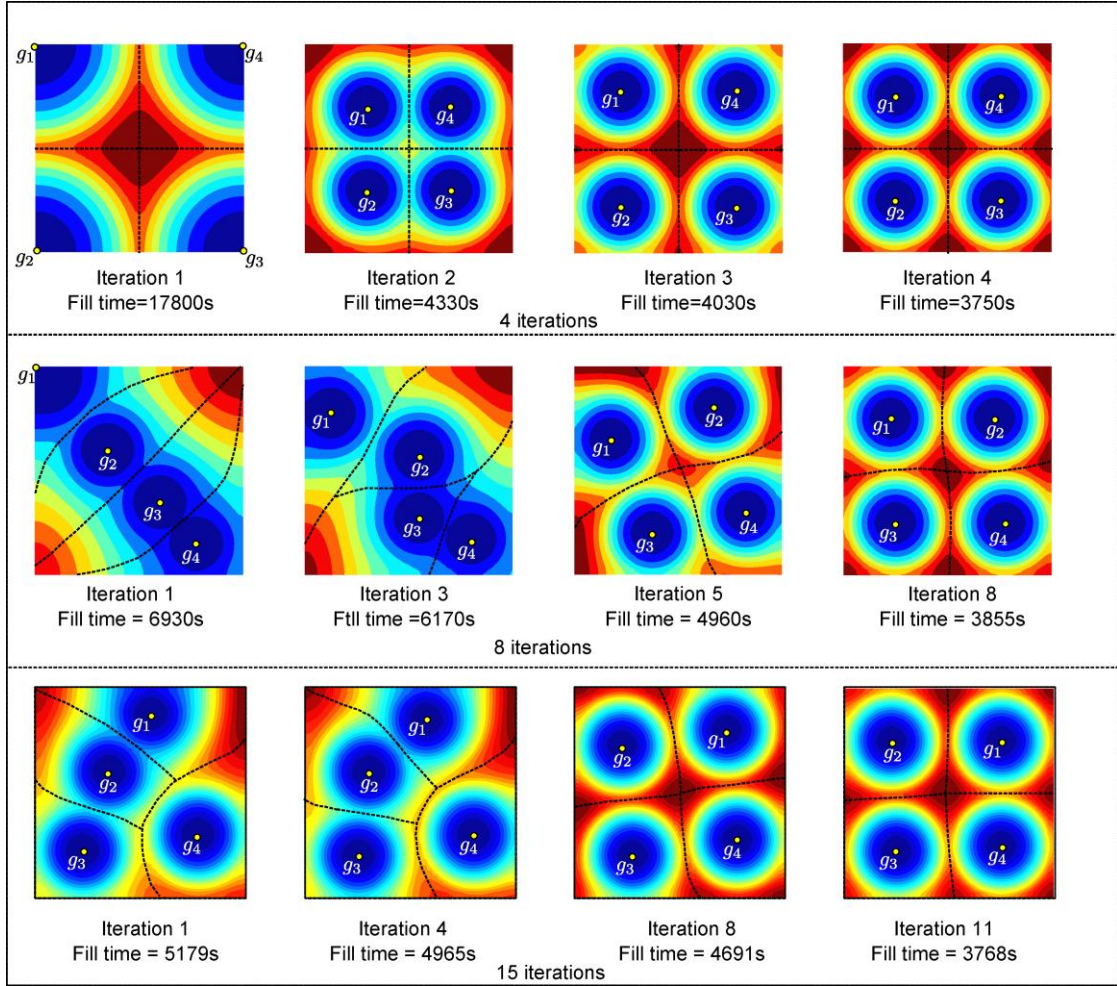 g1 g4
g1 g4 g1 g4 g1 g4
g2 g3 g2 g3 g2 g3
g2 g3
Iteration 1 Iteration 2 Iteration 3 Iteration 4
Fill time=17800s Fill time=4330s Fill time=4030s Fill time=3750s
4 iterations
g1
g1 g2 g1 g2
g2 g2 g1
g3 g3 g4 g3 g4
g4 g4 g3
Iteration 1 Iteration 3 Iteration 5 Iteration 8
Fill time = 6930s Ftll time =6170s Fill time = 4960s Fill time = 3855s
8 iterations
g1 g1 g2 g1 g2 g1
g2 g2
g3 g4 g3 g4 g3 g4 g3 g4
Iteration 1 Iteration 4 Iteration 8 Iteration 11
Fill time = 5179s Fill time = 4965s Fill time = 4691s Fill time = 3768s
15 iterations